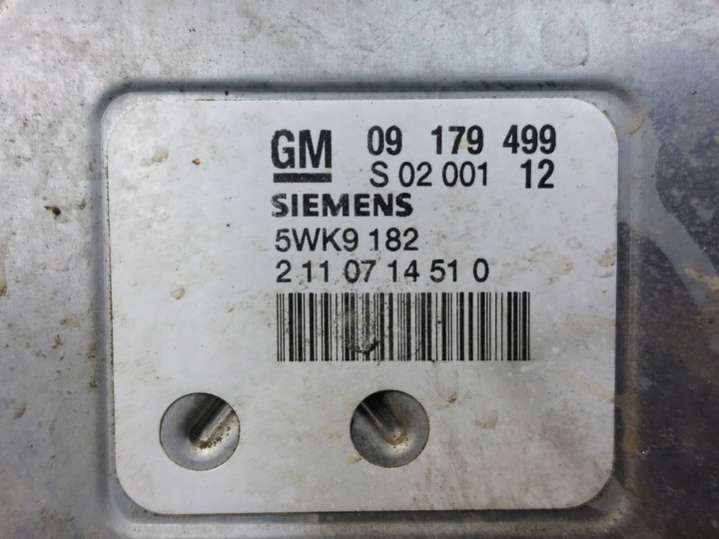 GM 09 179 499
S 02 001 12
SIEMENS
5WK9 182
2 11 07 14 51 0